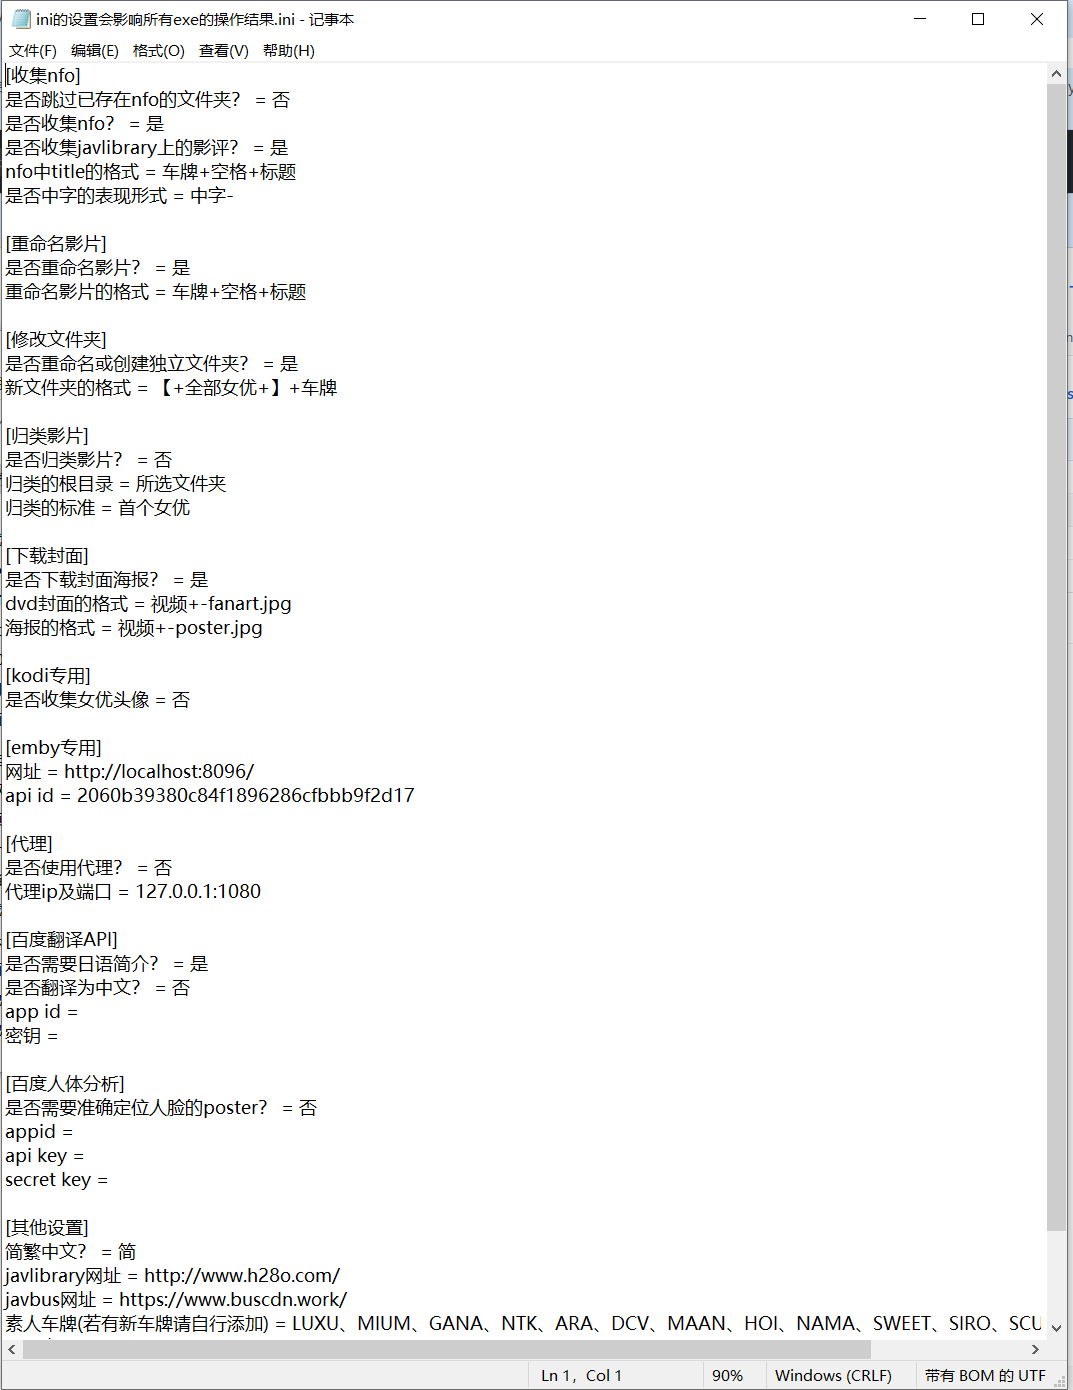 ini的设置会影响所有exe的操作结果.ini - 记事本
文件(F) 编辑(E) 格式(O) 查看(V) 帮助(H)
[收集nfo]
是否跳过已存在nfo的文件夹？ = 否
是否收集nfo？ = 是
是否收集javlibrary上的影评？ = 是
nfo中title的格式 = 车牌+空格+标题
是否中字的表现形式 = 中字-
[重命名影片]
是否重命名影片？ = 是
重命名影片的格式 = 车牌+空格+标题
[修改文件夹]
是否重命名或创建独立文件夹？ = 是
新文件夹的格式 = 【+全部女优+】+车牌
[归类影片]
是否归类影片？ = 否
归类的根目录 = 所选文件夹
归类的标准 = 首个女优
[下载封面]
是否下载封面海报？ = 是
dvd封面的格式 = 视频+-fanart.jpg
海报的格式 = 视频+-poster.jpg
[kodi专用]
是否收集女优头像 = 否
[emby专用]
网址 = http://localhost:8096/
api id = 2060b39380c84f1896286cfbbb9f2d17
[代理]
是否使用代理？ = 否
代理ip及端口 = 127.0.0.1:1080
[百度翻译API]
是否需要日语简介？ = 是
是否翻译为中文？ = 否
app id =
密钥 =
[百度人体分析]
是否需要准确定位人脸的poster？ = 否
appid =
api key =
secret key =
[其他设置]
简繁中文？ = 简
javlibrary网址 = http://www.h28o.com/
javbus网址 = https://www.buscdn.work/
素人车牌(若有新车牌请自行添加) = LUXU、MIUM、GANA、NTK、ARA、DCV、MAAN、HOI、NAMA、SWEET、SIRO、SCU
Ln 1, Col 1 90% Windows (CRLF) 带有 BOM 的 UTF